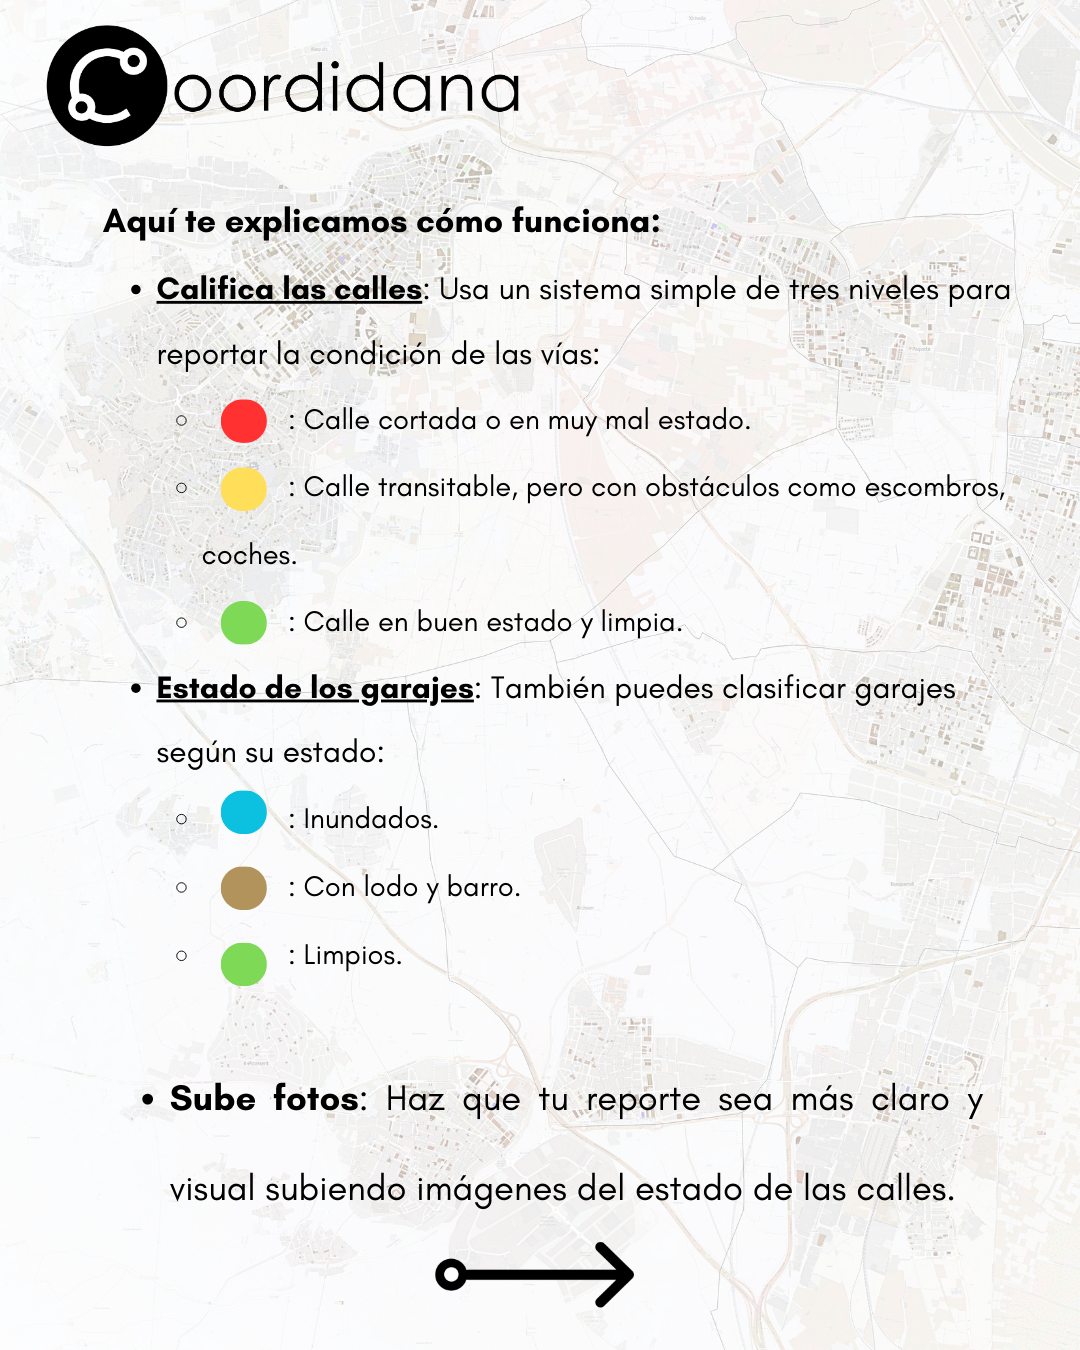 Coordidana
Aquí te explicamos cómo funciona:
• Califica las calles: Usa un sistema simple de tres niveles para
reportar la condición de las vías:
○ : Calle cortada o en muy mal estado.
○ : Calle transitable, pero con obstáculos como escombros,
coches.
○ : Calle en buen estado y limpia.
• Estado de los garajes: También puedes clasificar garajes
según su estado:
○ : Inundados.
○ : Con lodo y barro.
○ : Limpios.
• Sube fotos: Haz que tu reporte sea más claro y
visual subiendo imágenes del estado de las calles.